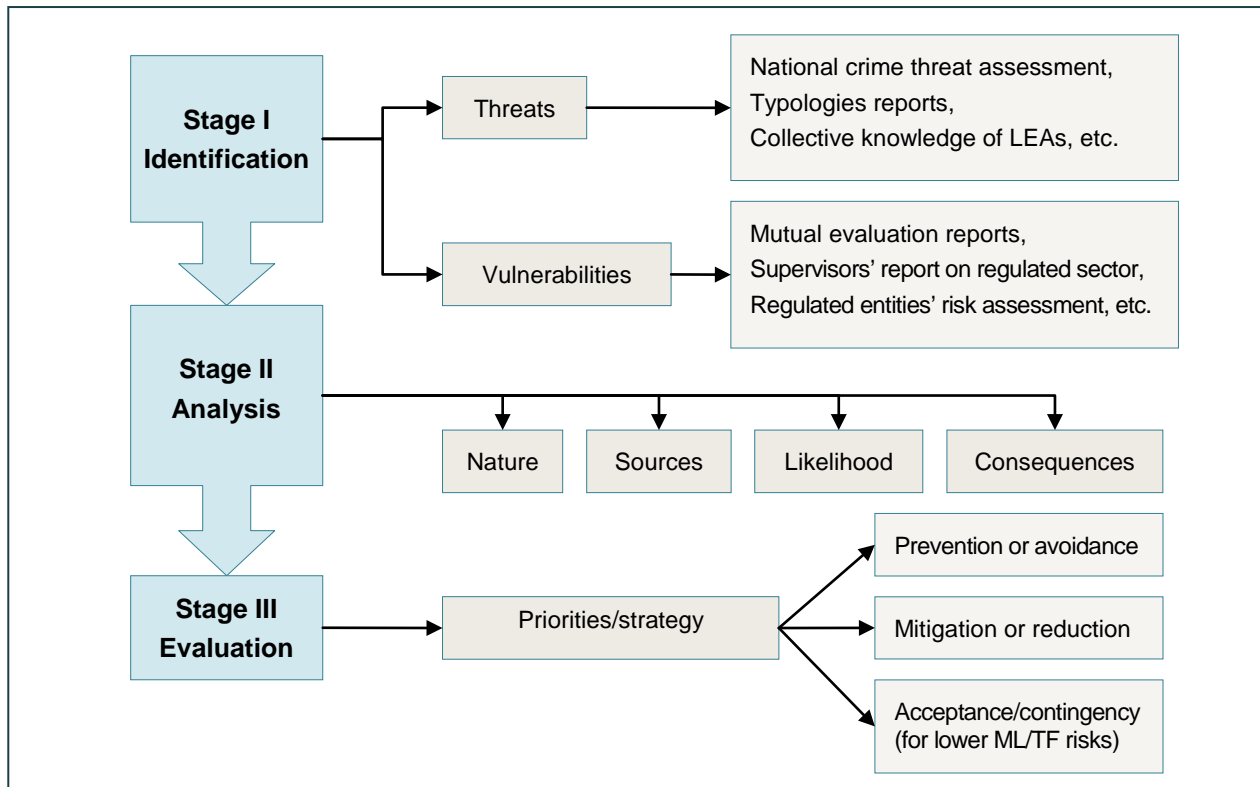 Stage I
Identification
Threats
National crime threat assessment,
Typologies reports,
Collective knowledge of LEAs, etc.
Vulnerabilities
Mutual evaluation reports,
Supervisors’ report on regulated sector,
Regulated entities’ risk assessment, etc.
Stage II
Analysis
Nature
Sources
Likelihood
Consequences
Stage III
Evaluation
Priorities/strategy
Prevention or avoidance
Mitigation or reduction
Acceptance/contingency
(for lower ML/TF risks)